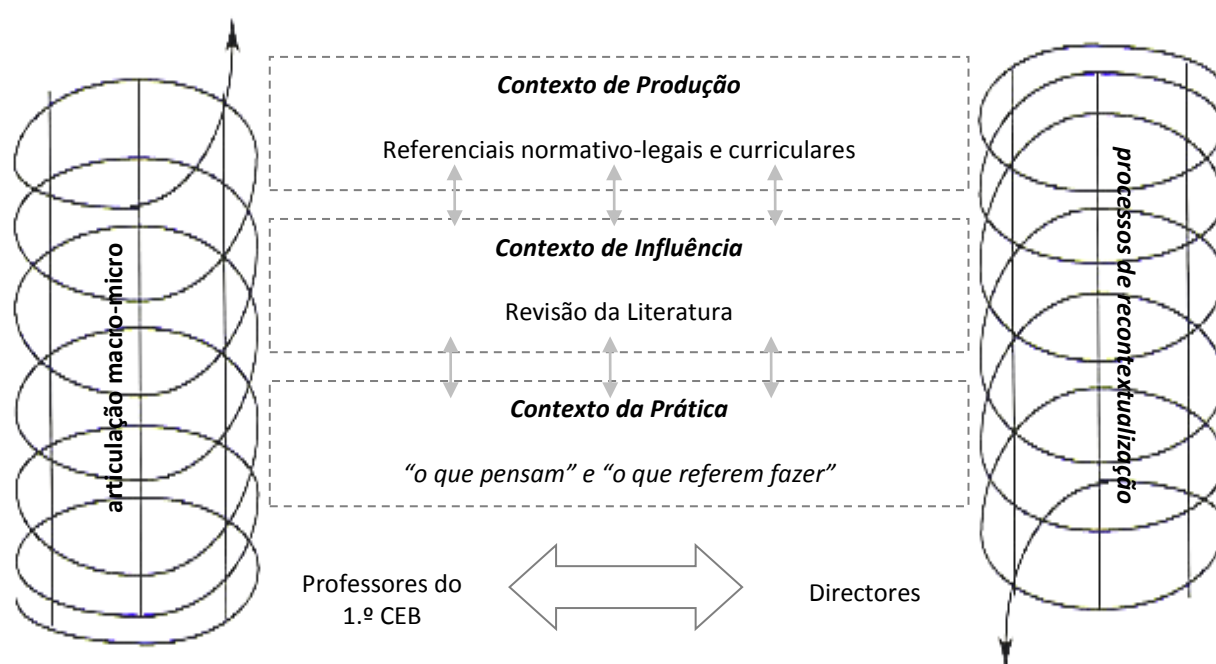 Contexto de Produção
Referenciais normativo-legais e curriculares
Contexto de Influência
Revisão da Literatura
Contexto da Prática
“o que pensam” e “o que referem fazer”
Professores do
1.º CEB
Directores
articulação macro-micro
processos de recontextualização